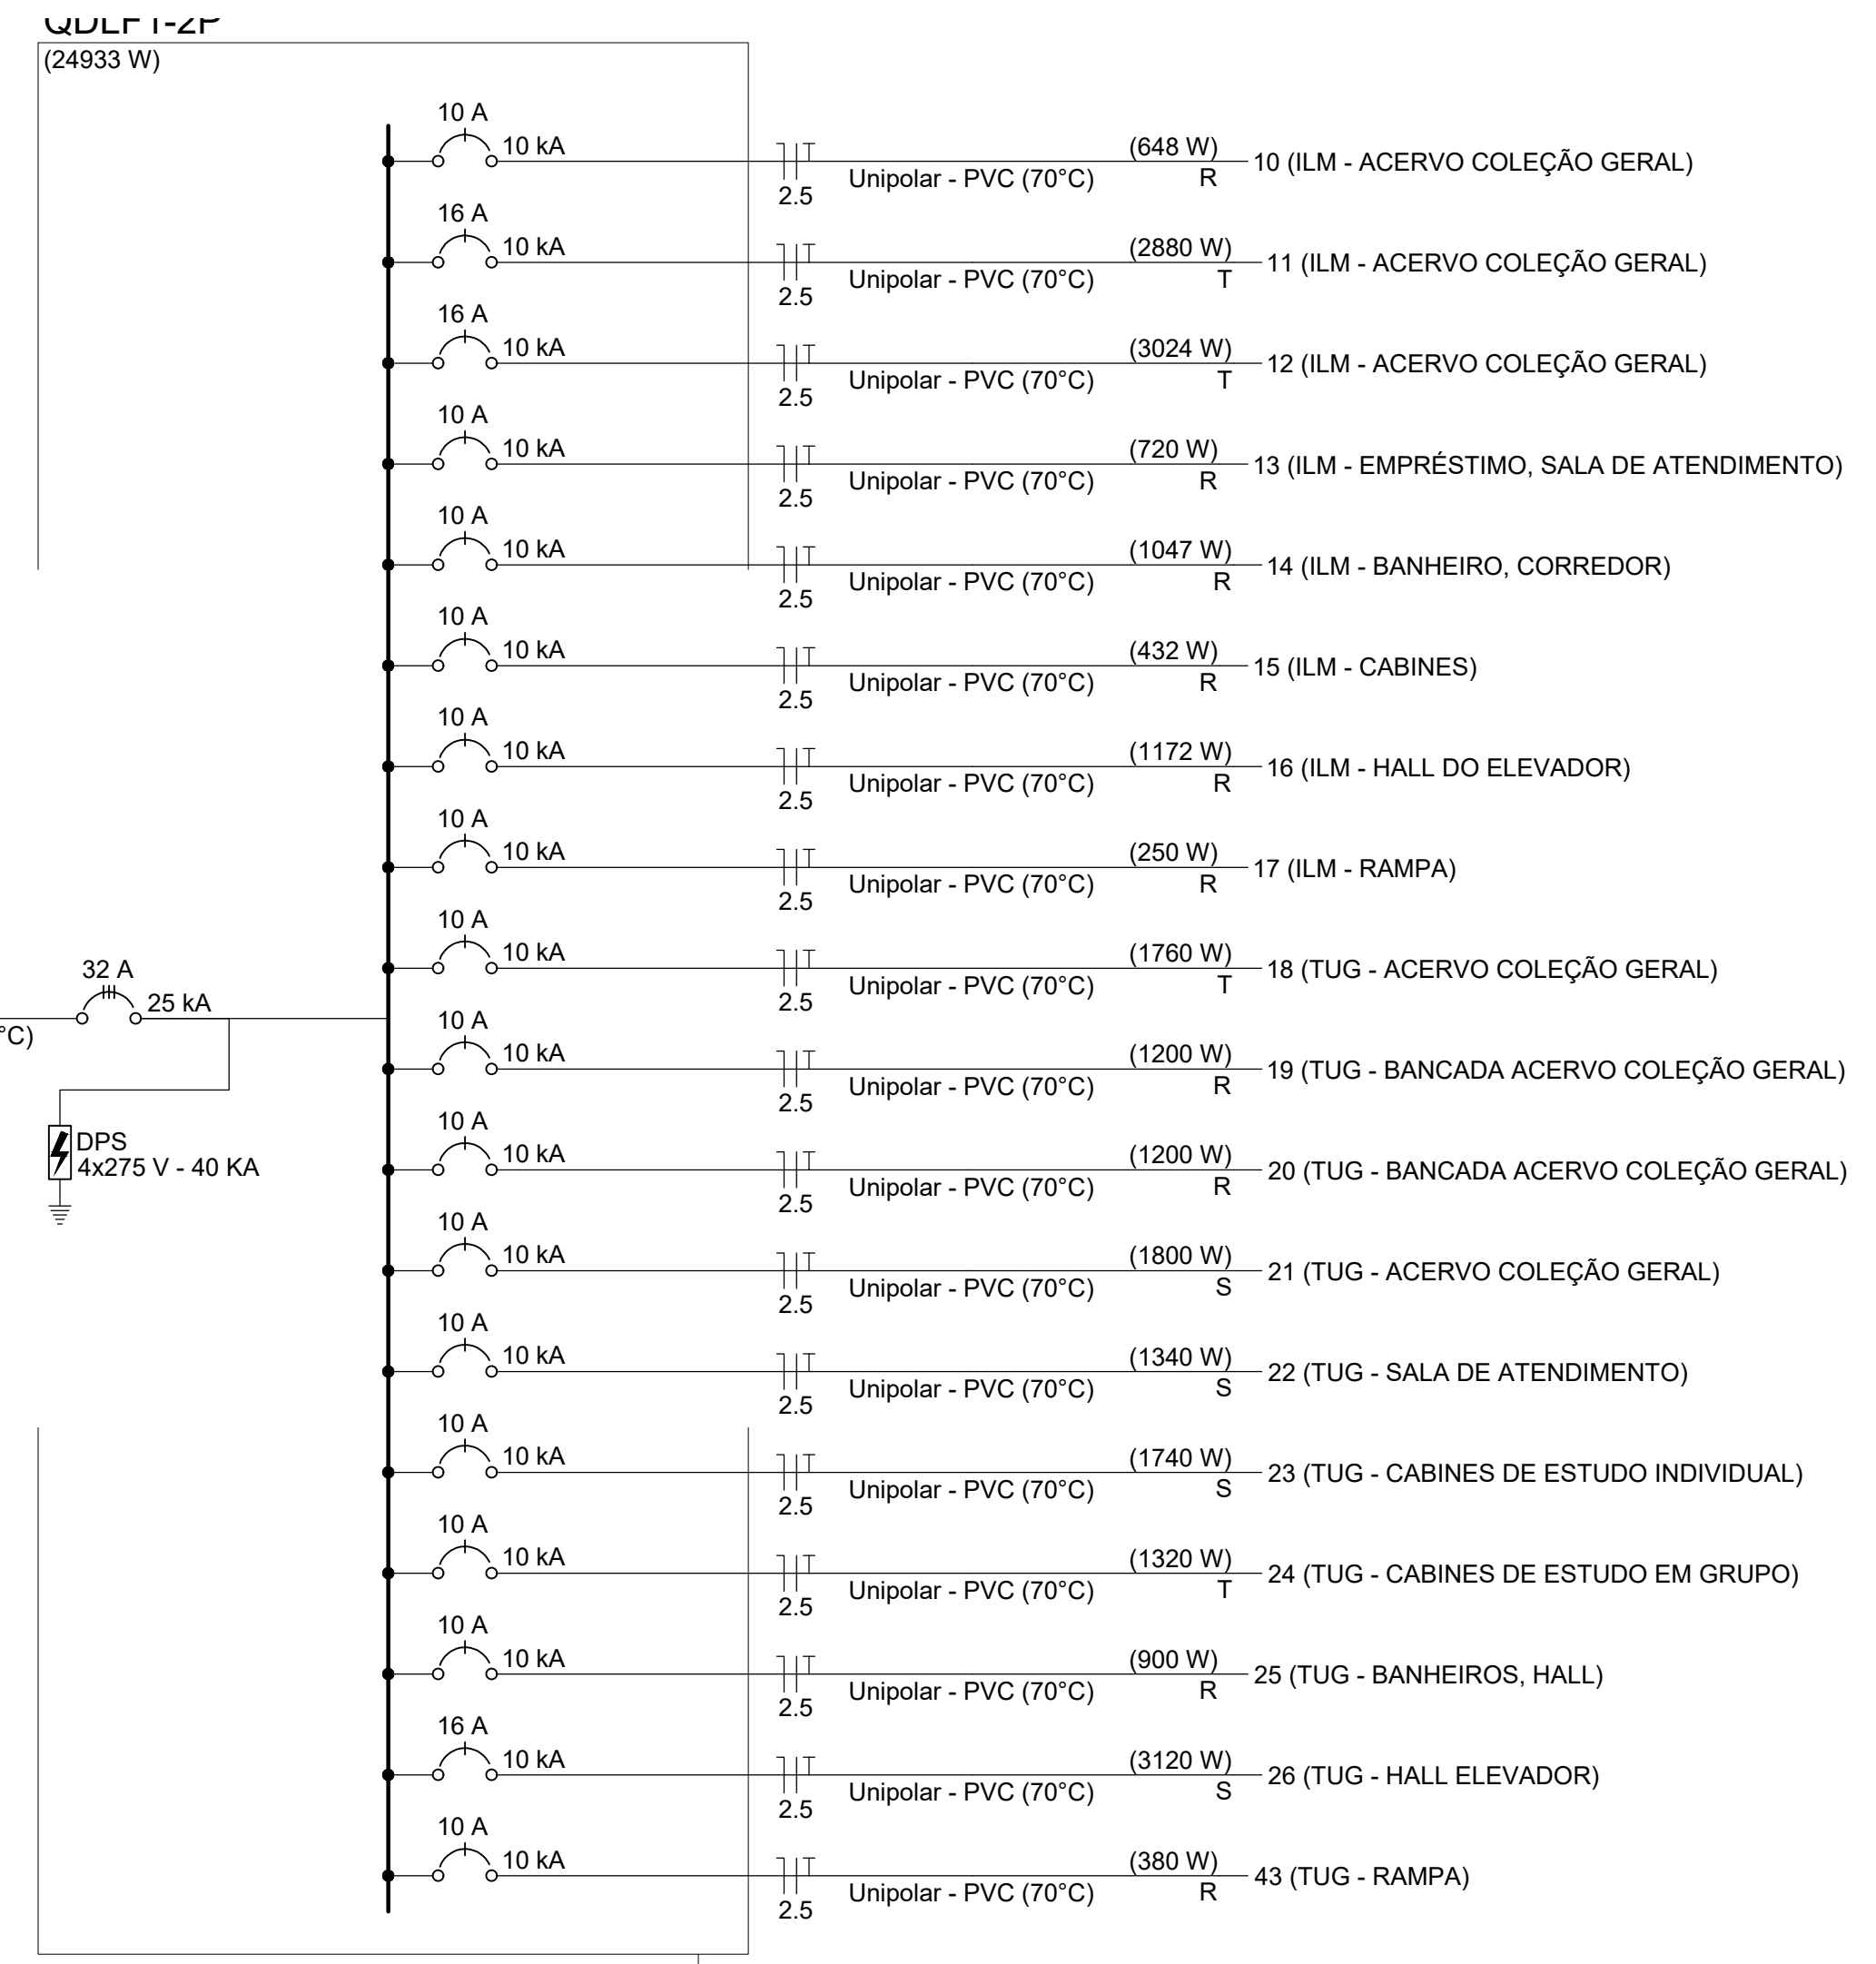 QDLF1-2P
(24933 W)
10 A
10 kA
2.5
Unipolar - PVC (70°C)
(648 W)
R
10 (ILM - ACERVO COLEÇÃO GERAL)
16 A
10 kA
2.5
Unipolar - PVC (70°C)
(2880 W)
T
11 (ILM - ACERVO COLEÇÃO GERAL)
16 A
10 kA
2.5
Unipolar - PVC (70°C)
(3024 W)
T
12 (ILM - ACERVO COLEÇÃO GERAL)
10 A
10 kA
2.5
Unipolar - PVC (70°C)
(720 W)
R
13 (ILM - EMPRÉSTIMO, SALA DE ATENDIMENTO)
10 A
10 kA
2.5
Unipolar - PVC (70°C)
(1047 W)
R
14 (ILM - BANHEIRO, CORREDOR)
10 A
10 kA
2.5
Unipolar - PVC (70°C)
(432 W)
R
15 (ILM - CABINES)
10 A
10 kA
2.5
Unipolar - PVC (70°C)
(1172 W)
R
16 (ILM - HALL DO ELEVADOR)
10 A
10 kA
2.5
Unipolar - PVC (70°C)
(250 W)
R
17 (ILM - RAMPA)
10 A
10 kA
2.5
Unipolar - PVC (70°C)
(1760 W)
T
18 (TUG - ACERVO COLEÇÃO GERAL)
32 A
25 kA
°C)
DPS
4x275 V - 40 KA
10 A
10 kA
2.5
Unipolar - PVC (70°C)
(1200 W)
R
19 (TUG - BANCADA ACERVO COLEÇÃO GERAL)
10 A
10 kA
2.5
Unipolar - PVC (70°C)
(1200 W)
R
20 (TUG - BANCADA ACERVO COLEÇÃO GERAL)
10 A
10 kA
2.5
Unipolar - PVC (70°C)
(1800 W)
S
21 (TUG - ACERVO COLEÇÃO GERAL)
10 A
10 kA
2.5
Unipolar - PVC (70°C)
(1340 W)
S
22 (TUG - SALA DE ATENDIMENTO)
10 A
10 kA
2.5
Unipolar - PVC (70°C)
(1740 W)
S
23 (TUG - CABINES DE ESTUDO INDIVIDUAL)
10 A
10 kA
2.5
Unipolar - PVC (70°C)
(1320 W)
T
24 (TUG - CABINES DE ESTUDO EM GRUPO)
10 A
10 kA
2.5
Unipolar - PVC (70°C)
(900 W)
R
25 (TUG - BANHEIROS, HALL)
16 A
10 kA
2.5
Unipolar - PVC (70°C)
(3120 W)
S
26 (TUG - HALL ELEVADOR)
10 A
10 kA
2.5
Unipolar - PVC (70°C)
(380 W)
R
43 (TUG - RAMPA)